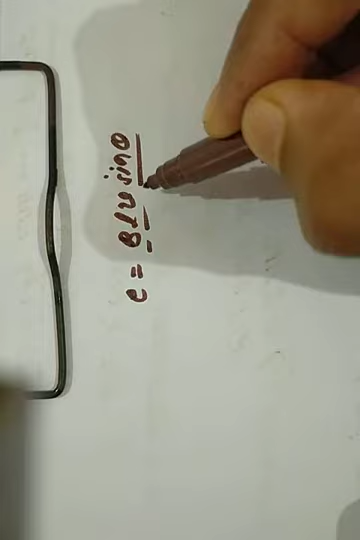 e = Blv sinθ